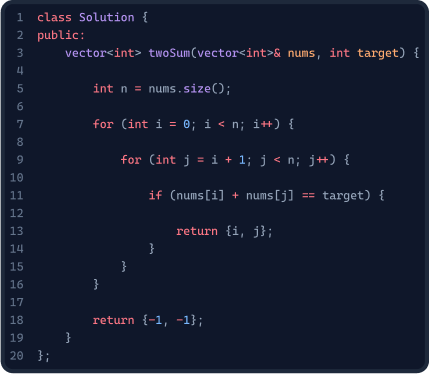 1 class Solution {
2 public:
3     vector<int> twoSum(vector<int>& nums, int target) {
4
5         int n = nums.size();
6
7         for (int i = 0; i < n; i++) {
8
9             for (int j = i + 1; j < n; j++) {
10
11                 if (nums[i] + nums[j] == target) {
12
13                     return {i, j};
14                 }
15             }
16         }
17
18         return {-1, -1};
19     }
20 };